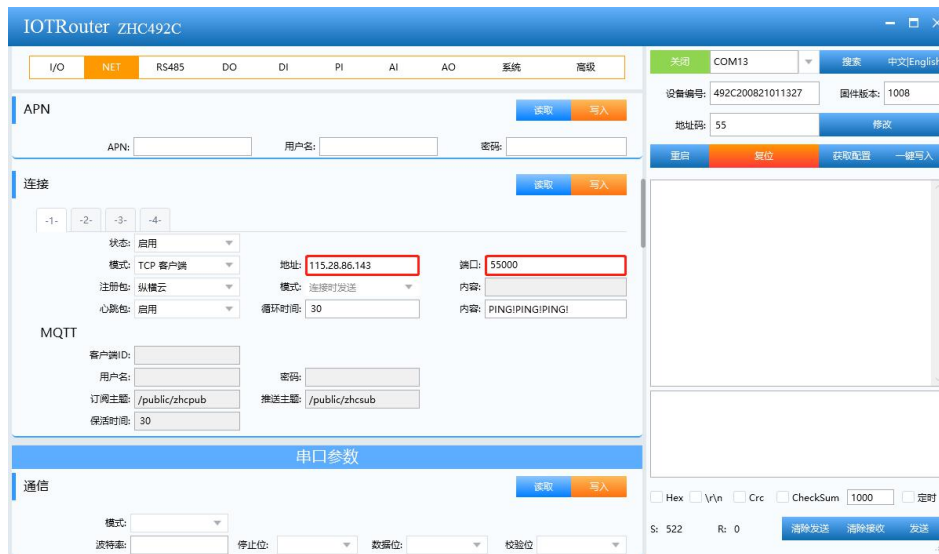 IOTRouter ZHC492C
I/O NET RS485 DO DI PI AI AO 系统 高级
APN 读取 写入
APN: 用户名: 密码:
连接 读取 写入
-1- -2- -3- -4-
状态: 启用
模式: TCP 客户端 地址: 115.28.86.143 端口: 55000
注册包: 纵横云 模式: 连接时发送 内容:
心跳包: 启用 循环时间: 30 内容: PING!PING!PING!
MQTT
客户端ID:
用户名: 密码:
订阅主题: /public/zhcpub 推送主题: /public/zhcsub
保活时间: 30
串口参数
通信 读取 写入
模式:
波特率: 停止位: 数据位: 校验位
关闭 COM13 搜索 中文|English
设备编号: 492C200821011327 固件版本: 1008
地址码: 55 修改
重启 复位 获取配置 一键写入
Hex \r\n Crc CheckSum 1000 定时
S: 522 R: 0 清除发送 清除接收 发送